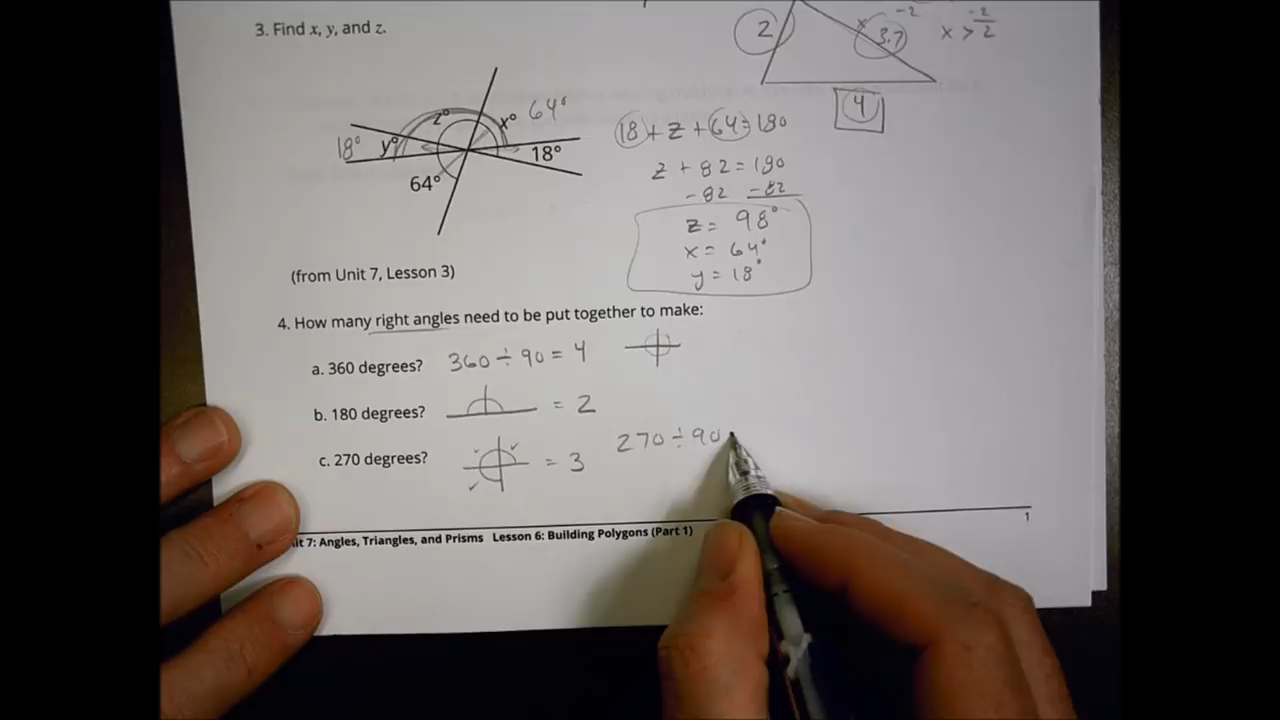 3. Find x, y, and z.
2
3.7
-2
x > -2/2
4
z°
x°
64°
18°
y°
18°
64°
18 + z + 64 = 180
z + 82 = 180
-82 -82
z = 98°
x = 64°
y = 18°
(from Unit 7, Lesson 3)
4. How many right angles need to be put together to make:
a. 360 degrees? 360 ÷ 90 = 4
b. 180 degrees? = 2
c. 270 degrees? = 3 270 ÷ 90
1
it 7: Angles, Triangles, and Prisms Lesson 6: Building Polygons (Part 1)